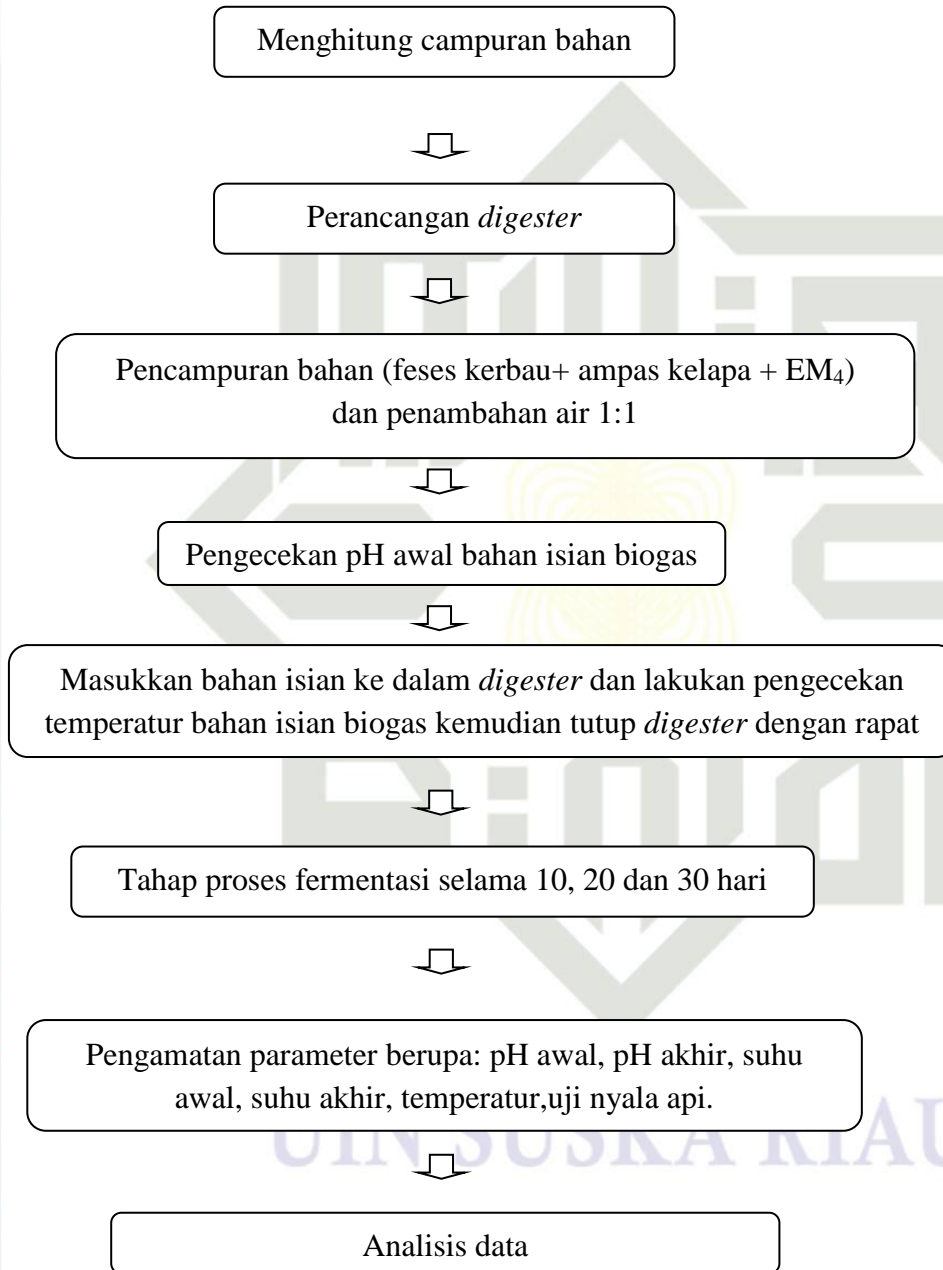 Menghitung campuran bahan
Perancangan digester
Pencampuran bahan (feses kerbau+ ampas kelapa + EM₄)
dan penambahan air 1:1
Pengecekan pH awal bahan isian biogas
Masukkan bahan isian ke dalam digester dan lakukan pengecekan
temperatur bahan isian biogas kemudian tutup digester dengan rapat
Tahap proses fermentasi selama 10, 20 dan 30 hari
Pengamatan parameter berupa: pH awal, pH akhir, suhu
awal, suhu akhir, temperatur,uji nyala api.
UIN SUSKA RIAU
Analisis data